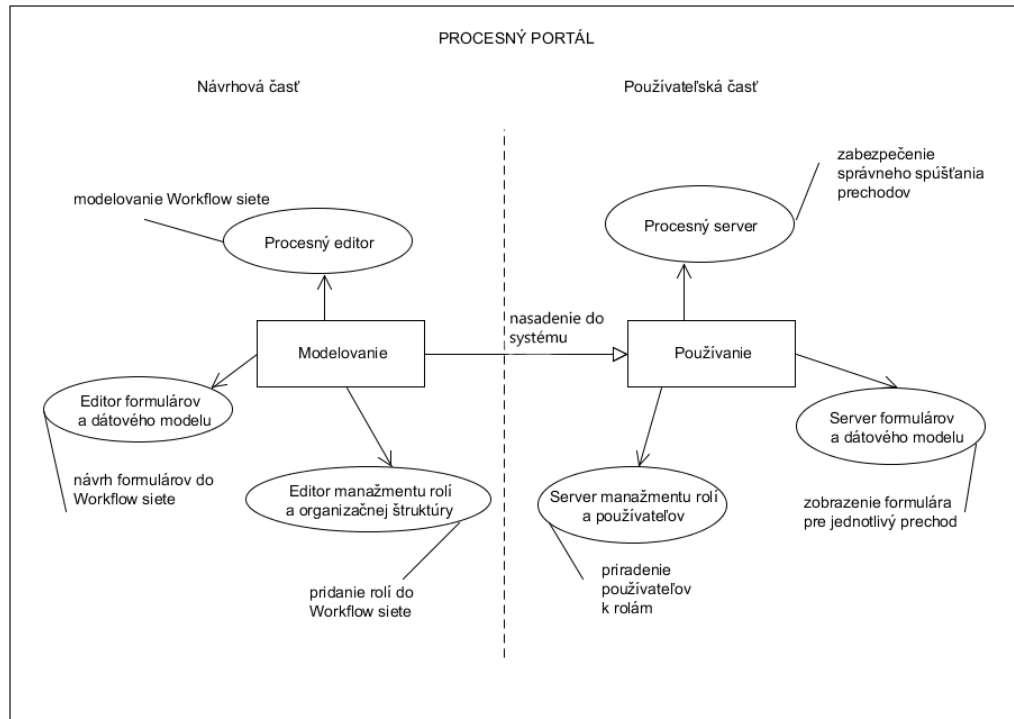 PROCESNÝ PORTÁL
Návrhová časť
Používateľská časť
modelovanie Workflow siete
Procesný editor
zabezpečenie
správneho spúšťania
prechodov
Procesný server
Modelovanie
nasadenie do
systému
Používanie
Editor formulárov
a dátového modelu
návrh formulárov do
Workflow siete
Editor manažmentu rolí
a organizačnej štruktúry
pridanie rolí do
Workflow siete
Server manažmentu rolí
a používateľov
priradenie
používateľov
k rolám
Server formulárov
a dátového modelu
zobrazenie formulára
pre jednotlivý prechod